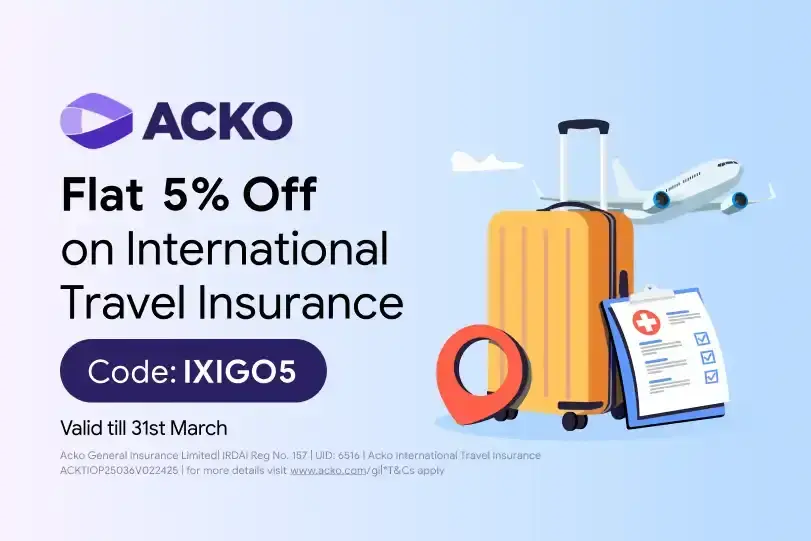 ACKO
Flat 5% Off
on International
Travel Insurance
Code: IXIGO5
Valid till 31st March
Acko General Insurance Limited| IRDAI Reg No. 157 | UID: 6516 | Acko International Travel Insurance
ACKTIOP25036V022425 | for more details visit www.acko.com/gi|*T&Cs apply